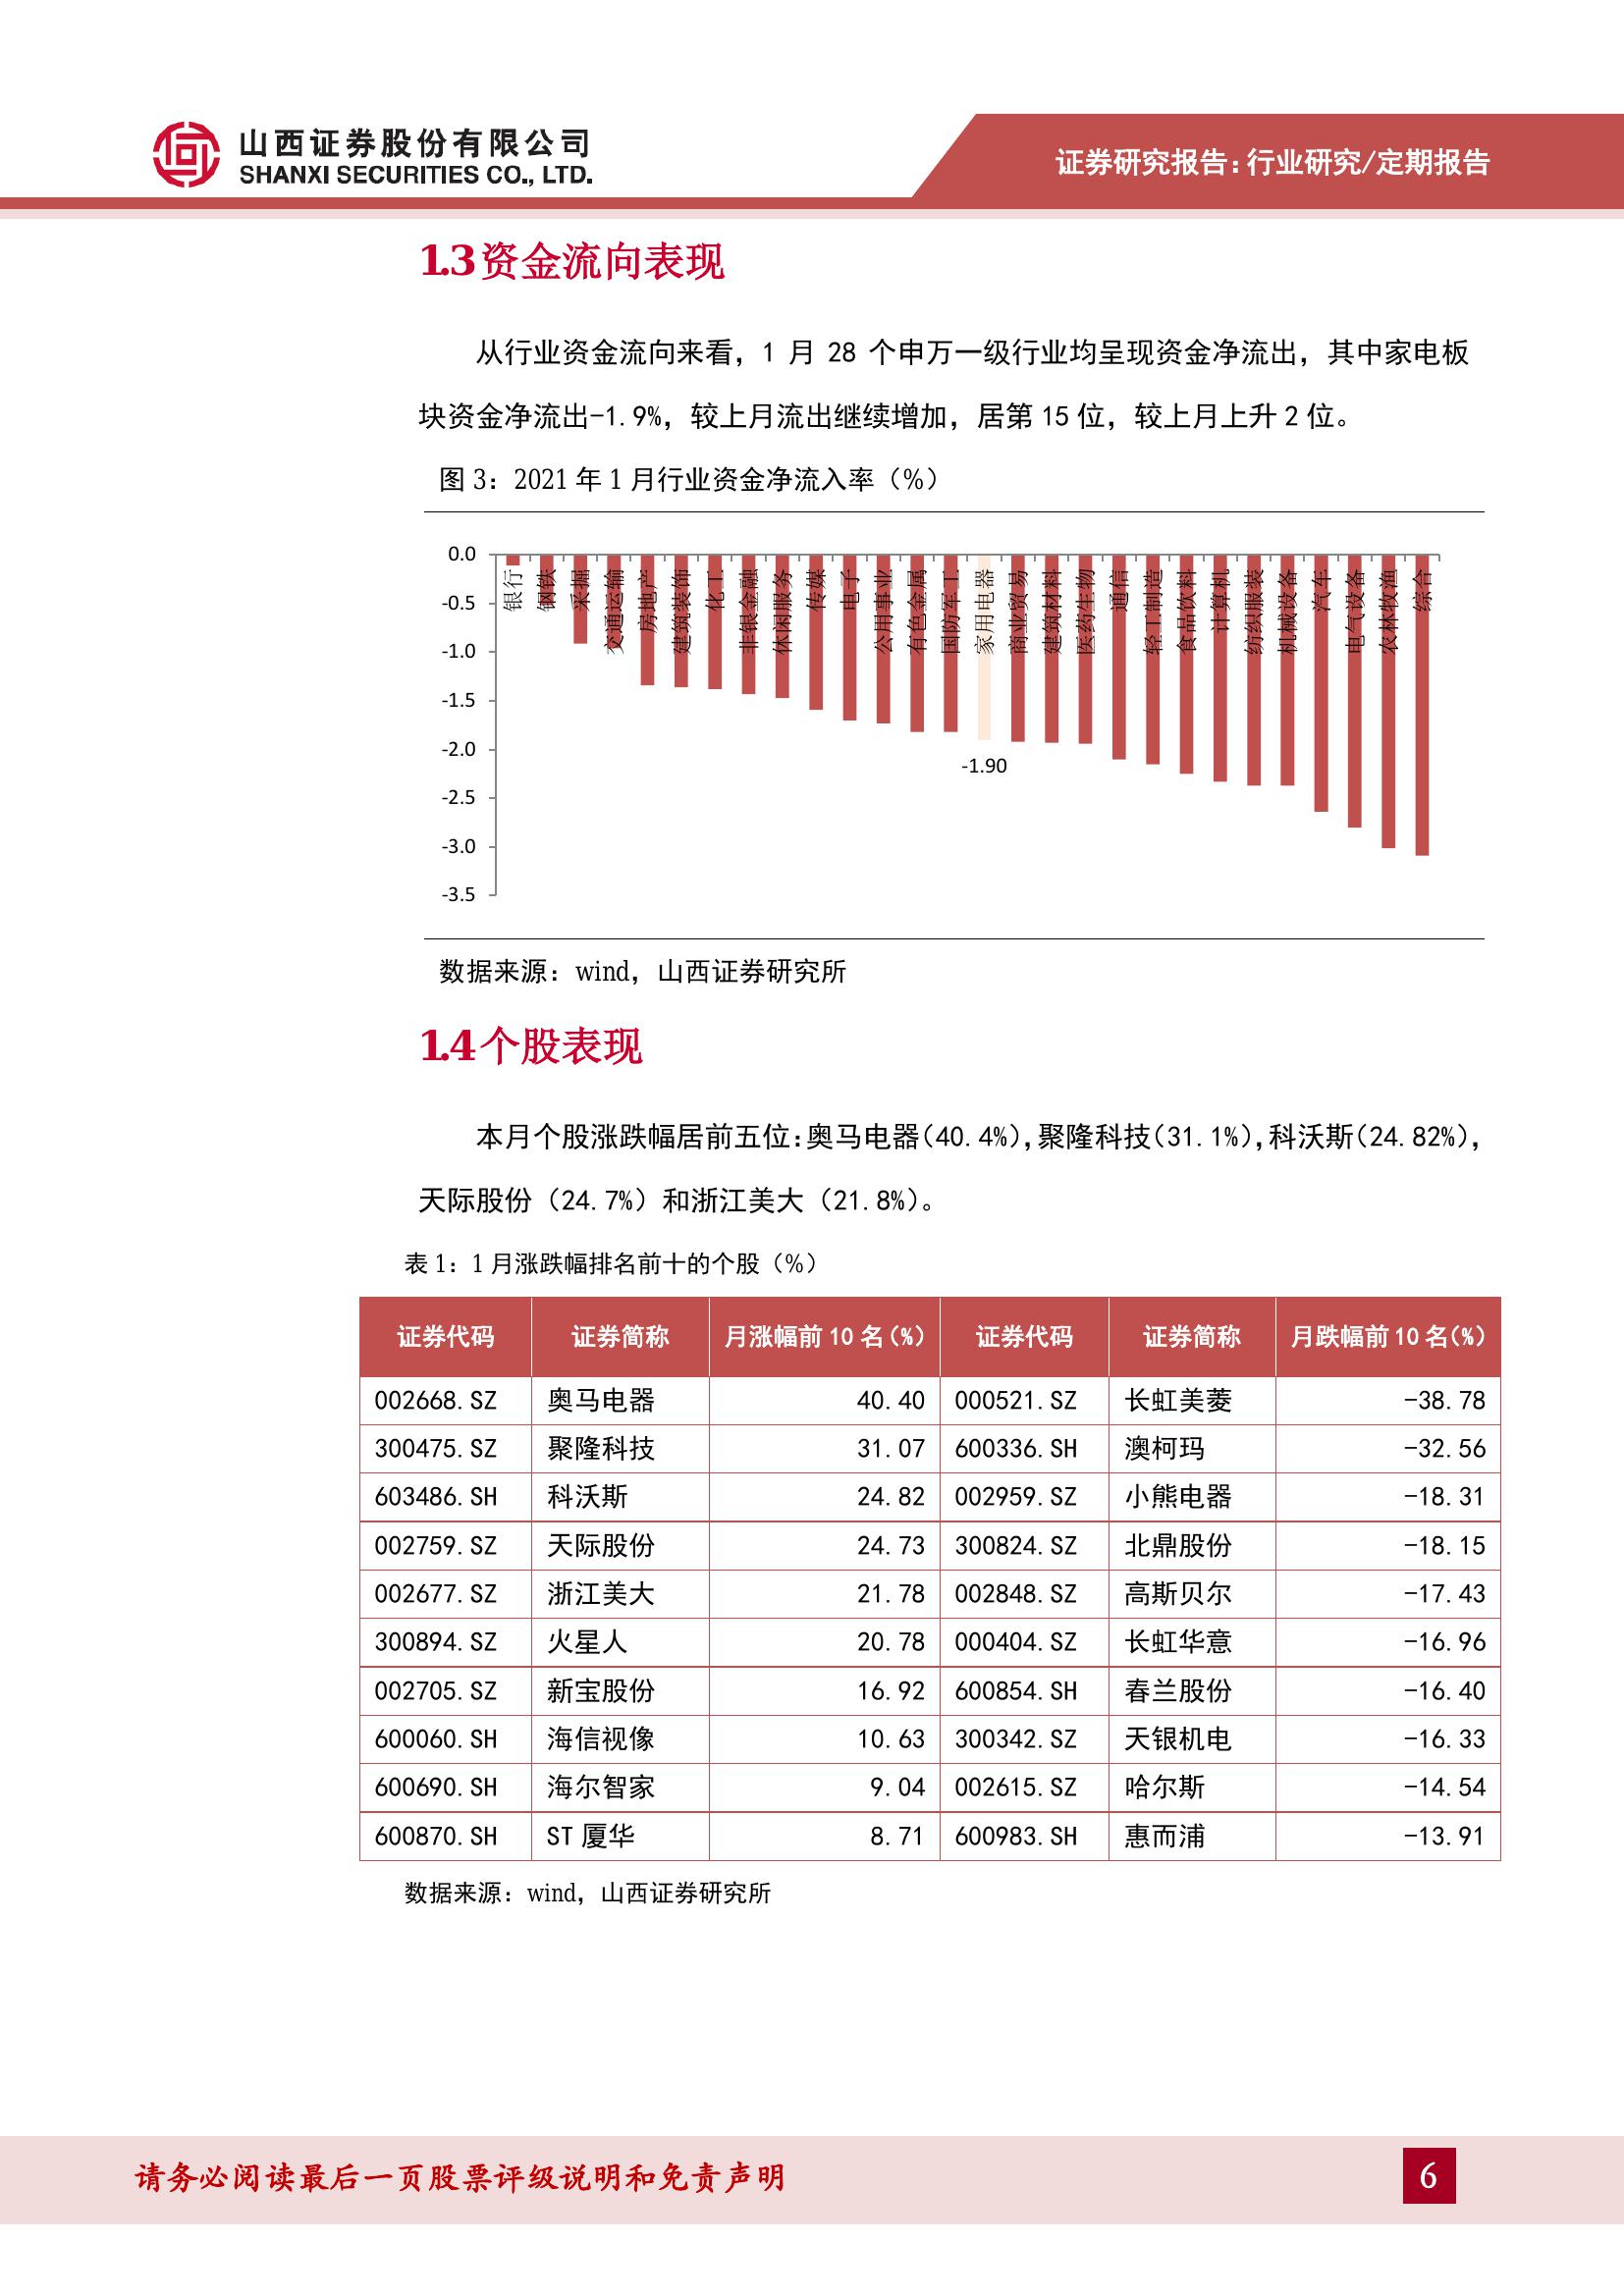 山西证券股份有限公司
SHANXI SECURITIES CO., LTD.
证券研究报告：行业研究/定期报告
1.3 资金流向表现
从行业资金流向来看，1 月 28 个申万一级行业均呈现资金净流出，其中家电板
块资金净流出-1.9%，较上月流出继续增加，居第 15 位，较上月上升 2 位。
图 3：2021 年 1 月行业资金净流入率（%）
0.0
-0.5
-1.0
-1.5
-2.0
-2.5
-3.0
-3.5
银行
钢铁
采掘
交通运输
房地产
建筑装饰
化工
非银金融
休闲服务
传媒
电子
公用事业
有色金属
国防军工
家用电器
商业贸易
建筑材料
医药生物
通信
轻工制造
食品饮料
计算机
纺织服装
机械设备
汽车
电气设备
农林牧渔
综合
-1.90
数据来源：wind，山西证券研究所
1.4 个股表现
本月个股涨跌幅居前五位：奥马电器（40.4%），聚隆科技（31.1%），科沃斯（24.82%），
天际股份（24.7%）和浙江美大（21.8%）。
表 1：1 月涨跌幅排名前十的个股（%）
证券代码 证券简称 月涨幅前 10 名(%) 证券代码 证券简称 月跌幅前 10 名(%)
002668.SZ 奥马电器 40.40 000521.SZ 长虹美菱 -38.78
300475.SZ 聚隆科技 31.07 600336.SH 澳柯玛 -32.56
603486.SH 科沃斯 24.82 002959.SZ 小熊电器 -18.31
002759.SZ 天际股份 24.73 300824.SZ 北鼎股份 -18.15
002677.SZ 浙江美大 21.78 002848.SZ 高斯贝尔 -17.43
300894.SZ 火星人 20.78 000404.SZ 长虹华意 -16.96
002705.SZ 新宝股份 16.92 600854.SH 春兰股份 -16.40
600060.SH 海信视像 10.63 300342.SZ 天银机电 -16.33
600690.SH 海尔智家 9.04 002615.SZ 哈尔斯 -14.54
600870.SH ST 厦华 8.71 600983.SH 惠而浦 -13.91
数据来源：wind，山西证券研究所
请务必阅读最后一页股票评级说明和免责声明
6